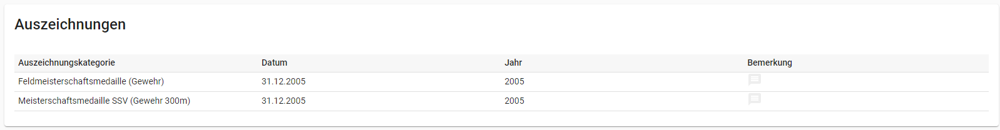 Auszeichnungen
Auszeichnungskategorie Datum Jahr Bemerkung
Feldmeisterschaftsmedaille (Gewehr) 31.12.2005 2005
Meisterschaftsmedaille SSV (Gewehr 300m) 31.12.2005 2005